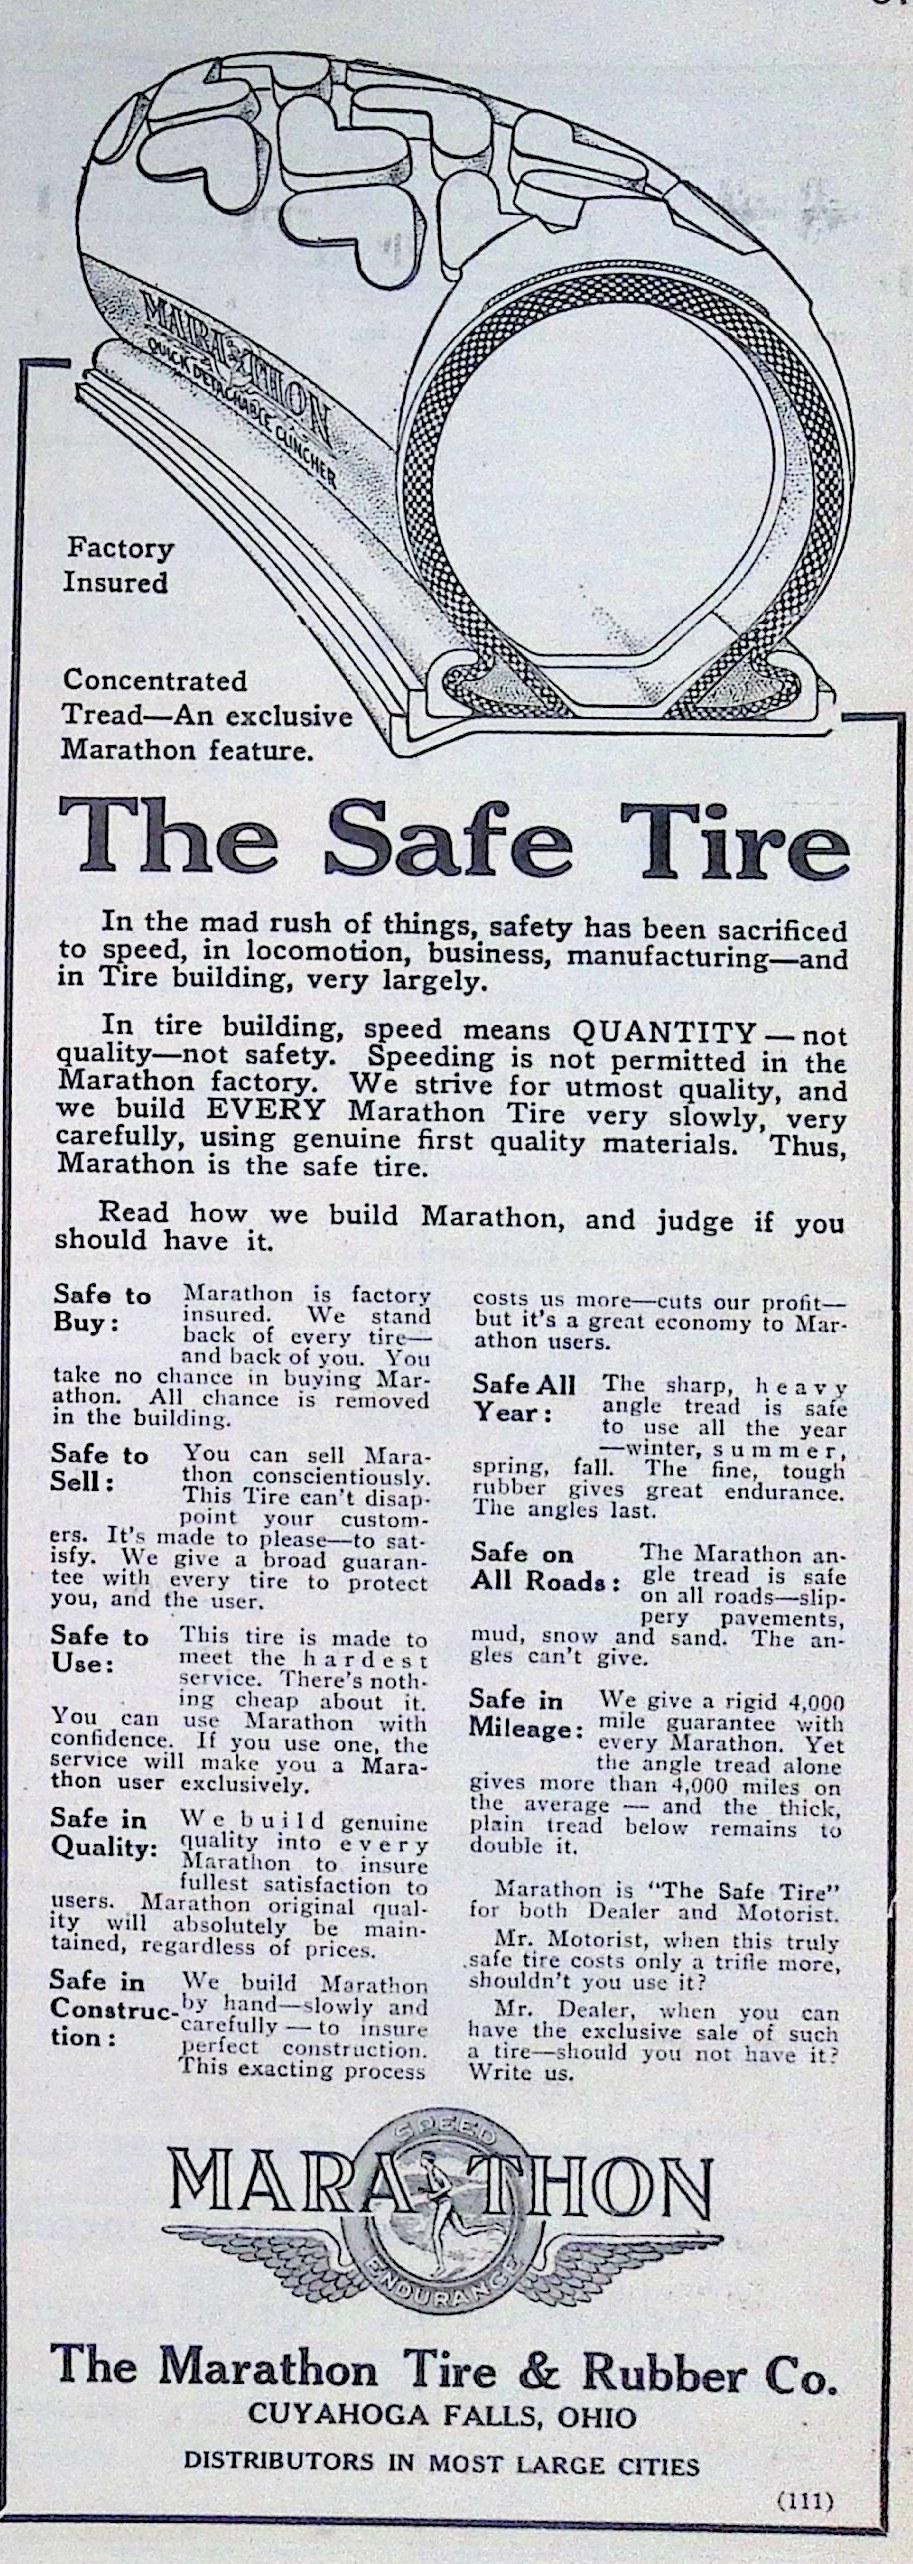 MARATHON
QUICK DETACHABLE CLINCHER
Factory
Insured
Concentrated
Tread—An exclusive
Marathon feature.
The Safe Tire
In the mad rush of things, safety has been sacrificed
to speed, in locomotion, business, manufacturing—and
in Tire building, very largely.
In tire building, speed means QUANTITY—not
quality—not safety. Speeding is not permitted in the
Marathon factory. We strive for utmost quality, and
we build EVERY Marathon Tire very slowly, very
carefully, using genuine first quality materials. Thus,
Marathon is the safe tire.
Read how we build Marathon, and judge if you
should have it.
Safe to
Buy:
Marathon is factory
insured. We stand
back of every tire—
and back of you. You
take no chance in buying Mar-
athon. All chance is removed
in the building.
Safe to
Sell:
You can sell Mara-
thon conscientiously.
This Tire can't disap-
point your custom-
ers. It's made to please—to sat-
isfy. We give a broad guaran-
tee with every tire to protect
you, and the user.
Safe to
Use:
This tire is made to
meet the hardest
service. There's noth-
ing cheap about it.
You can use Marathon with
confidence. If you use one, the
service will make you a Mara-
thon user exclusively.
Safe in
Quality:
We build genuine
quality into every
Marathon to insure
fullest satisfaction to
users. Marathon original qual-
ity will absolutely be main-
tained, regardless of prices.
Safe in
Construc-
tion:
We build Marathon
by hand—slowly and
carefully—to insure
perfect construction.
This exacting process
costs us more—cuts our profit—
but it's a great economy to Mar-
athon users.
Safe All
Year:
The sharp, heavy
angle tread is safe
to use all the year
—winter, summer,
spring, fall. The fine, tough
rubber gives great endurance.
The angles last.
Safe on
All Roads:
The Marathon an-
gle tread is safe
on all roads—slip-
pery pavements,
mud, snow and sand. The an-
gles can't give.
Safe in
Mileage:
We give a rigid 4,000
mile guarantee with
every Marathon. Yet
the angle tread alone
gives more than 4,000 miles on
the average — and the thick,
plain tread below remains to
double it.
Marathon is "The Safe Tire"
for both Dealer and Motorist.
Mr. Motorist, when this truly
safe tire costs only a trifle more,
shouldn't you use it?
Mr. Dealer, when you can
have the exclusive sale of such
a tire—should you not have it?
Write us.
SPEED
MARATHON
ENDURANCE
The Marathon Tire & Rubber Co.
CUYAHOGA FALLS, OHIO
DISTRIBUTORS IN MOST LARGE CITIES
(111)